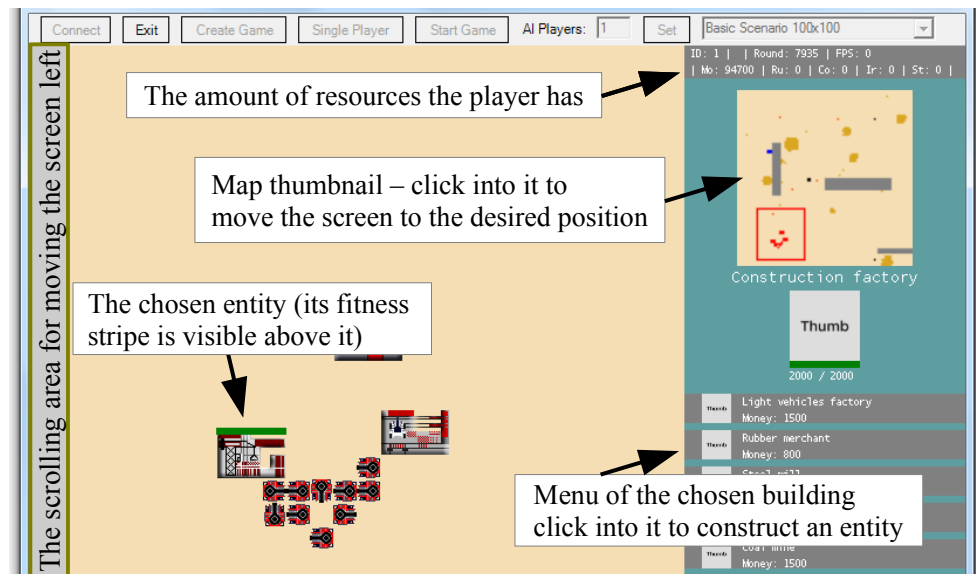 Connect
Exit
Create Game
Single Player
Start Game
AI Players: 1
Set
Basic Scenario 100x100
ID: 1 | | Round: 7935 | FPS: 0
| Mo: 94700 | Ru: 0 | Co: 0 | Ir: 0 | St: 0 |
The scrolling area for moving the screen left
The amount of resources the player has
Map thumbnail – click into it to
move the screen to the desired position
Construction factory
The chosen entity (its fitness
stripe is visible above it)
Thumb
2000 / 2000
Thumb
Light vehicles factory
Money: 1500
Thumb
Rubber merchant
Money: 800
Steel mill
Menu of the chosen building
click into it to construct an entity
Thumb
Coal mine
Money: 1500